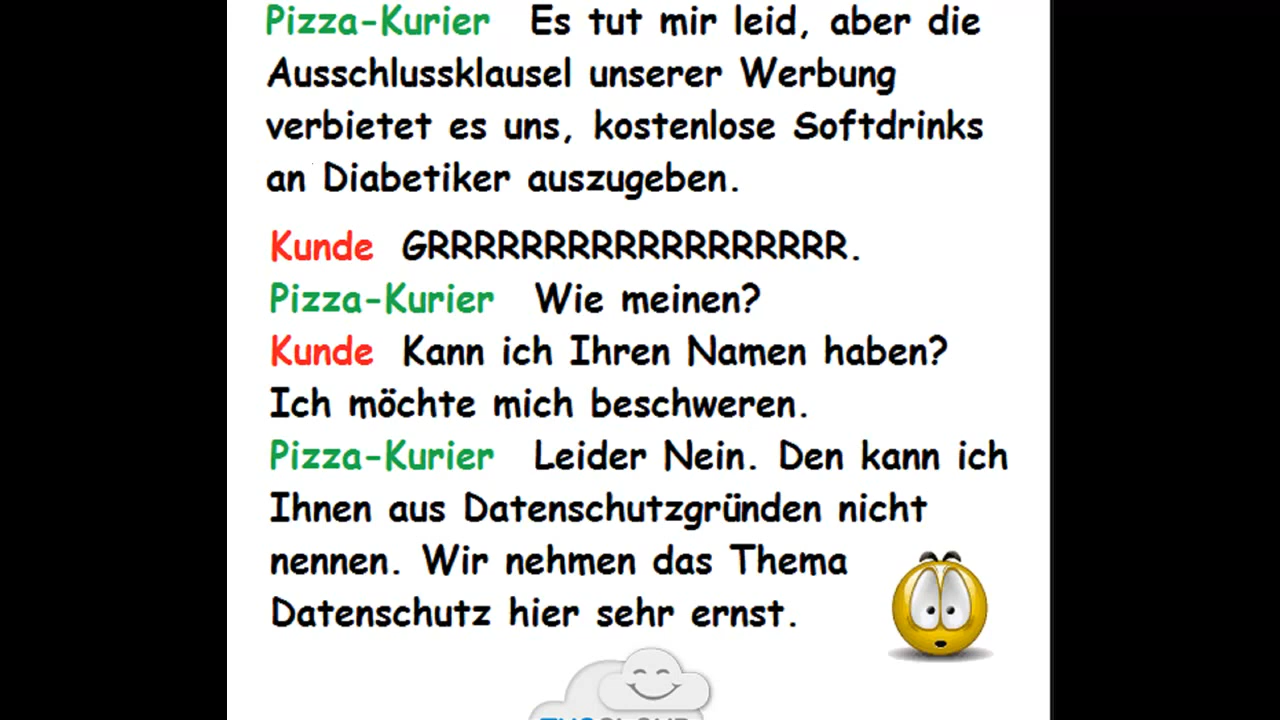 Pizza-Kurier Es tut mir leid, aber die
Ausschlussklausel unserer Werbung
verbietet es uns, kostenlose Softdrinks
an Diabetiker auszugeben.
Kunde GRRRRRRRRRRRRRRRRRR.
Pizza-Kurier Wie meinen?
Kunde Kann ich Ihren Namen haben?
Ich möchte mich beschweren.
Pizza-Kurier Leider Nein. Den kann ich
Ihnen aus Datenschutzgründen nicht
nennen. Wir nehmen das Thema
Datenschutz hier sehr ernst.